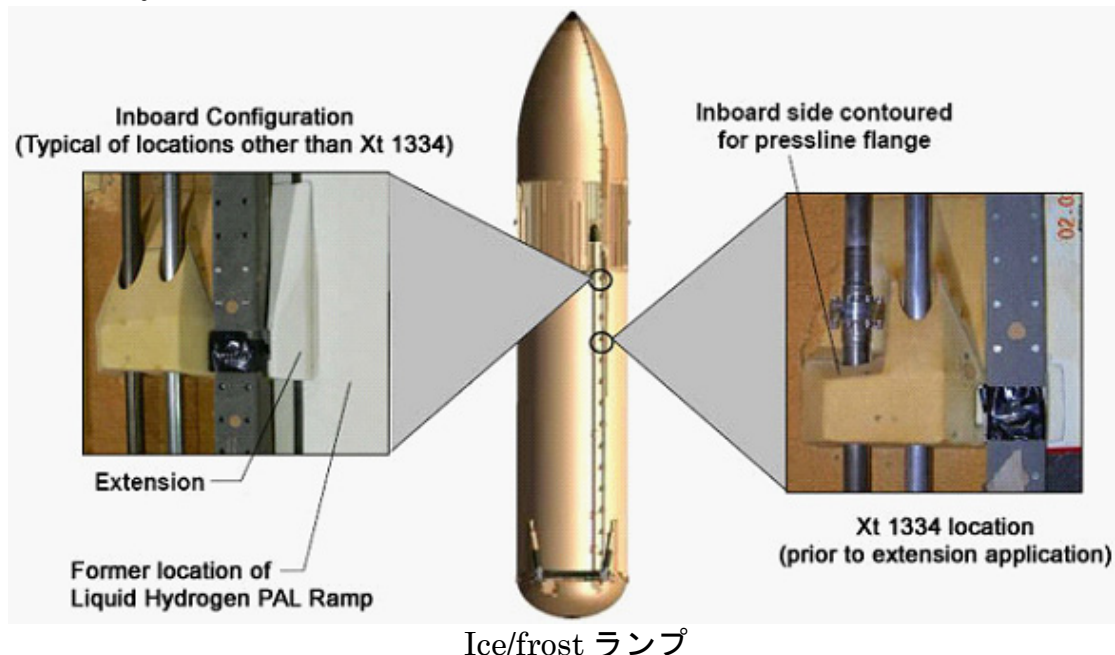 Inboard Configuration
(Typical of locations other than Xt 1334)
Inboard side contoured
for pressline flange
Extension
Former location of
Liquid Hydrogen PAL Ramp
Xt 1334 location
(prior to extension application)
Ice/frost ランプ